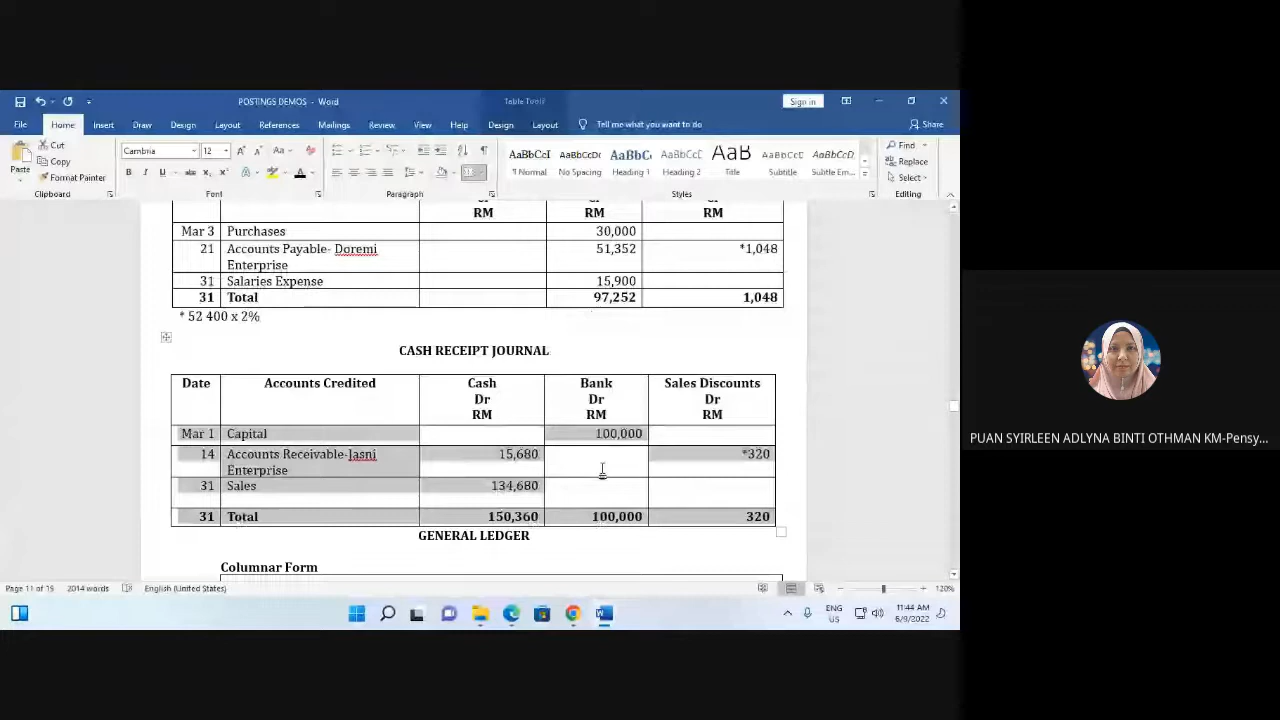 POSTINGS DEMOS - Word
Table Tools
Sign in
File Home Insert Draw Design Layout References Mailings Review View Help Design Layout Tell me what you want to do Share
Paste
Cut
Copy
Format Painter
Clipboard
Cambria 12
Font
Paragraph
AaBbCcI AaBbCcDc AaBbC AaBbCcI AaB AaBbCcD AaBbCcD
¶ Normal No Spacing Heading 1 Heading 2 Title Subtitle Subtle Em...
Styles
Find
Replace
Select
Editing
RM RM RM
Mar 3 Purchases 30,000
21 Accounts Payable- Doremi 51,352 *1,048
Enterprise
31 Salaries Expense 15,900
31 Total 97,252 1,048
* 52 400 x 2%
CASH RECEIPT JOURNAL
Date Accounts Credited Cash Bank Sales Discounts
Dr Dr Dr
RM RM RM
Mar 1 Capital 100,000
14 Accounts Receivable-Jasni 15,680 *320
Enterprise
31 Sales 134,680
31 Total 150,360 100,000 320
GENERAL LEDGER
Columnar Form
Page 11 of 15 2014 words English (United States) 120%
ENG
US
11:44 AM
6/9/2022
PUAN SYIRLEEN ADLYNA BINTI OTHMAN KM-Pensy...